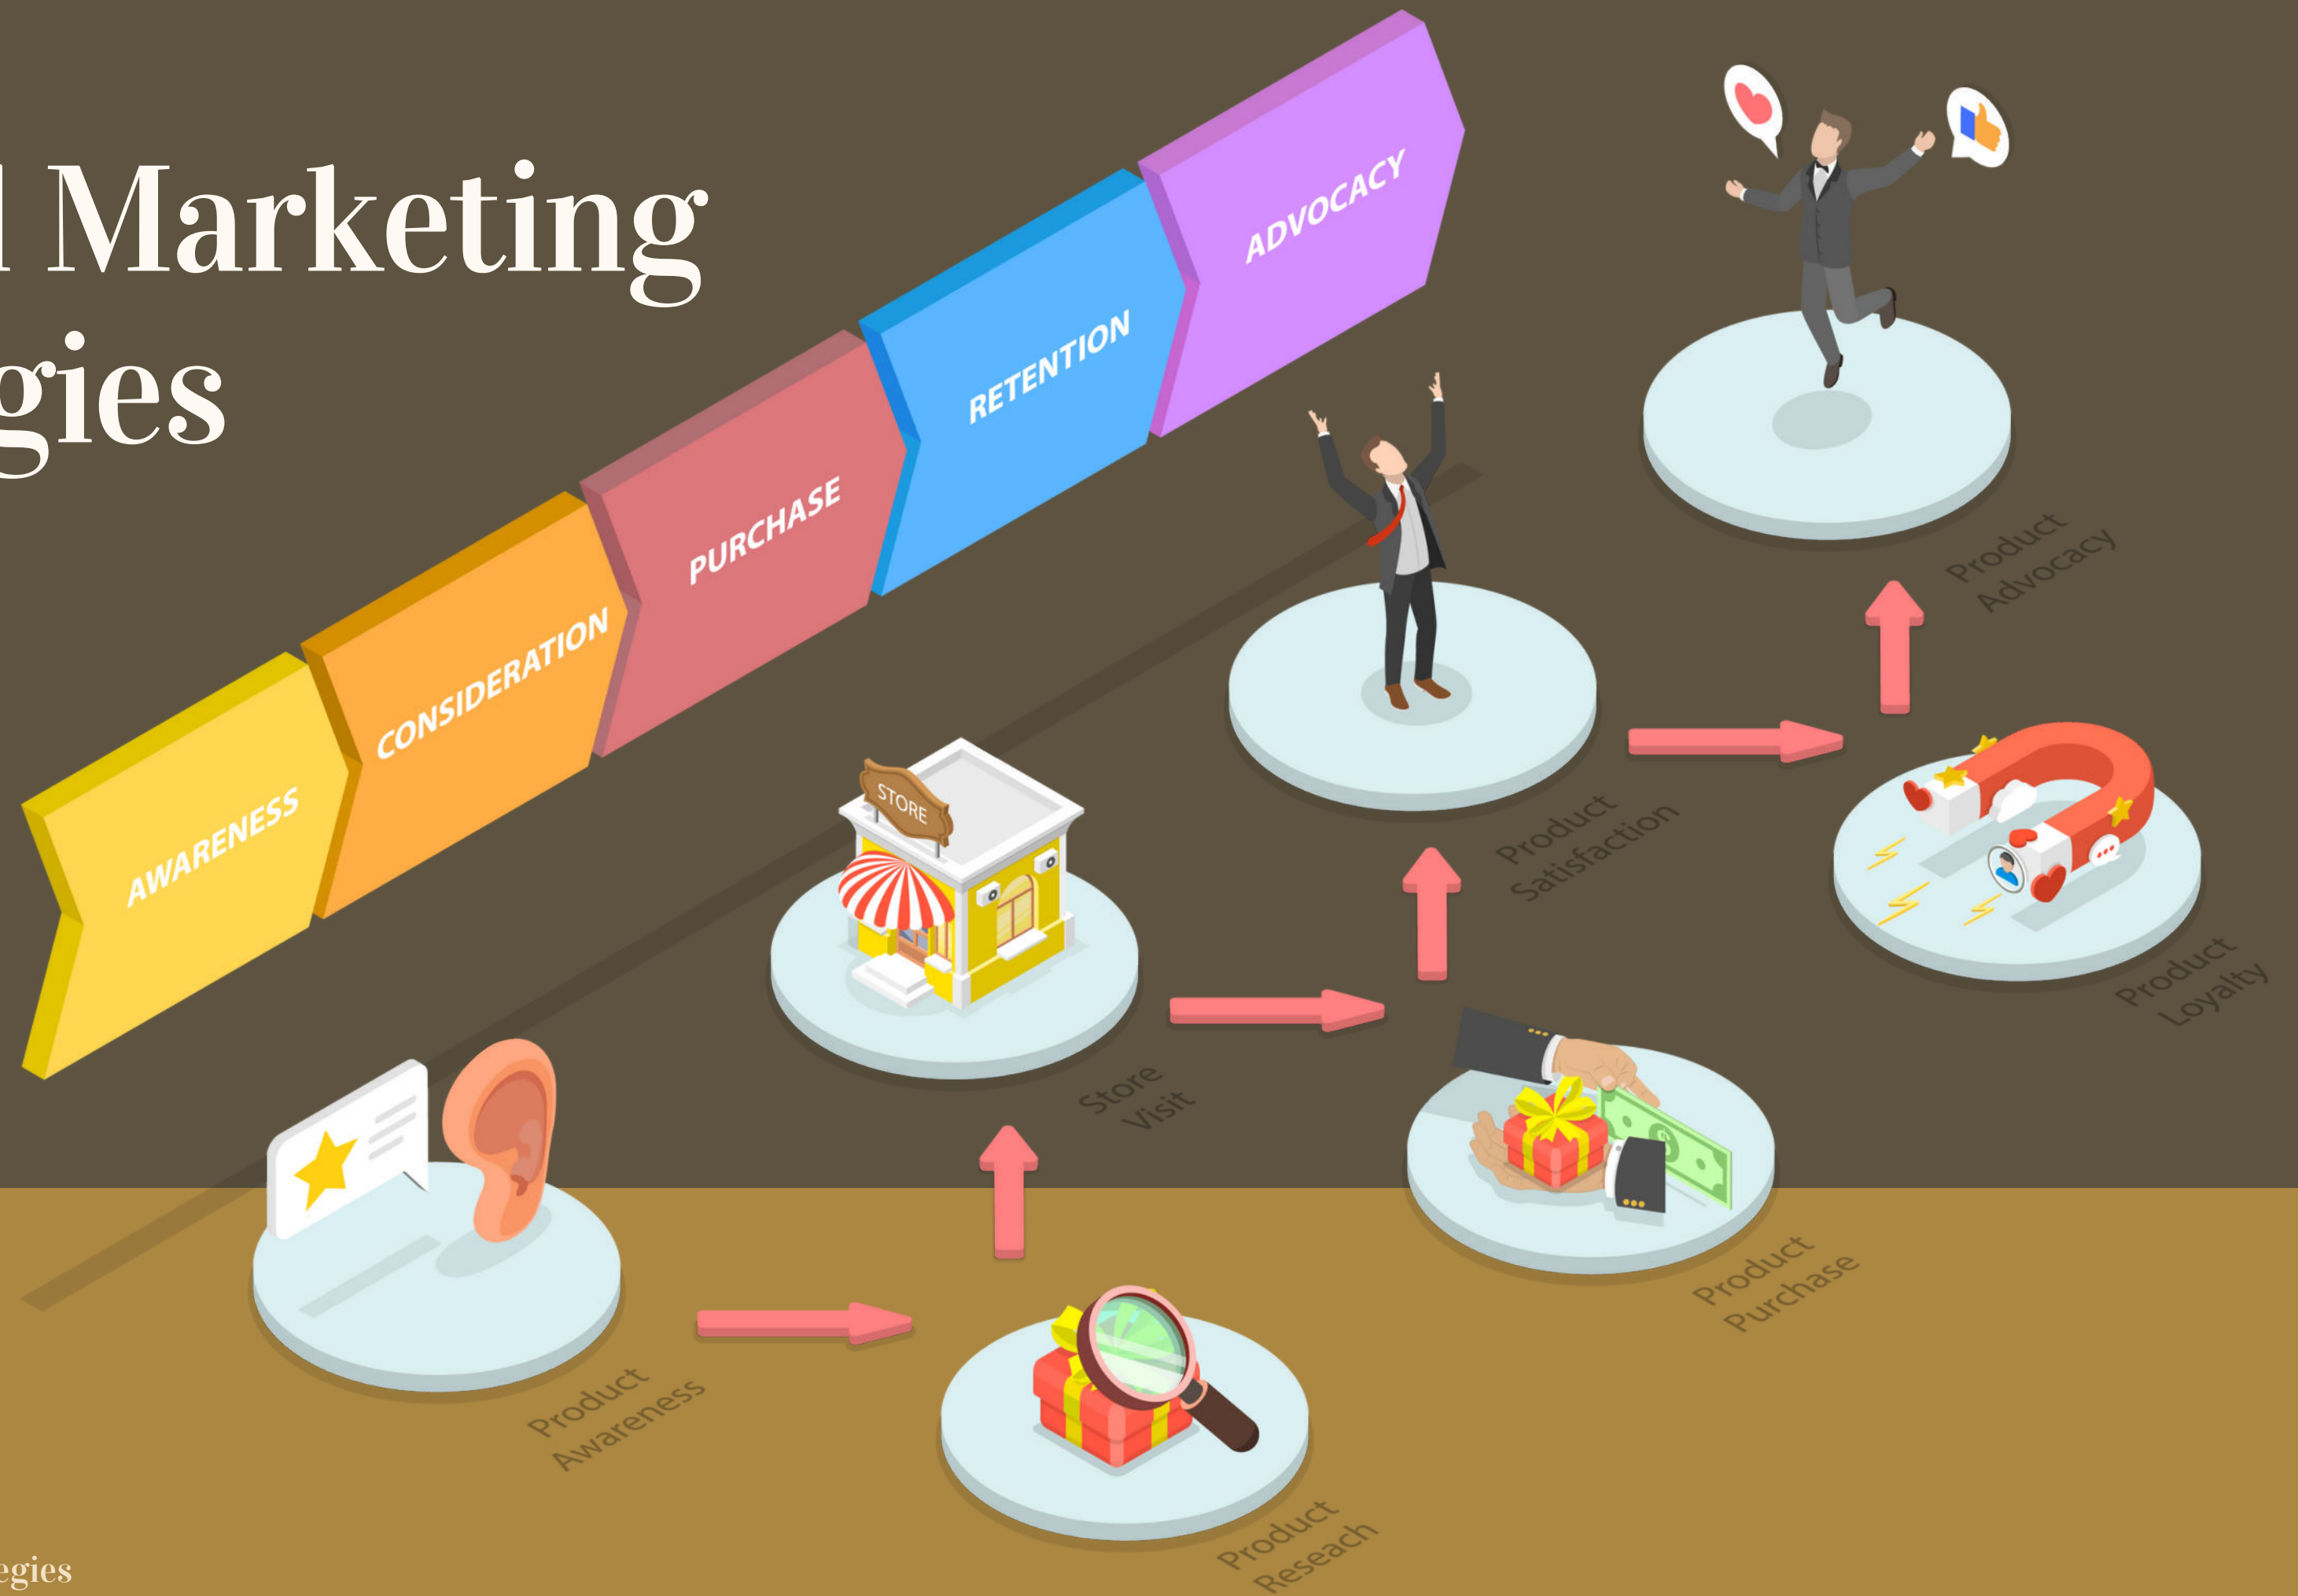 l Marketing
gies
ADVOCACY
RETENTION
PURCHASE
CONSIDERATION
AWARENESS
STORE
Product
Advocacy
Product
Satisfaction
Product
Loyalty
Store
Visit
Product
Purchase
Product
Awareness
Product
Reseach
egies